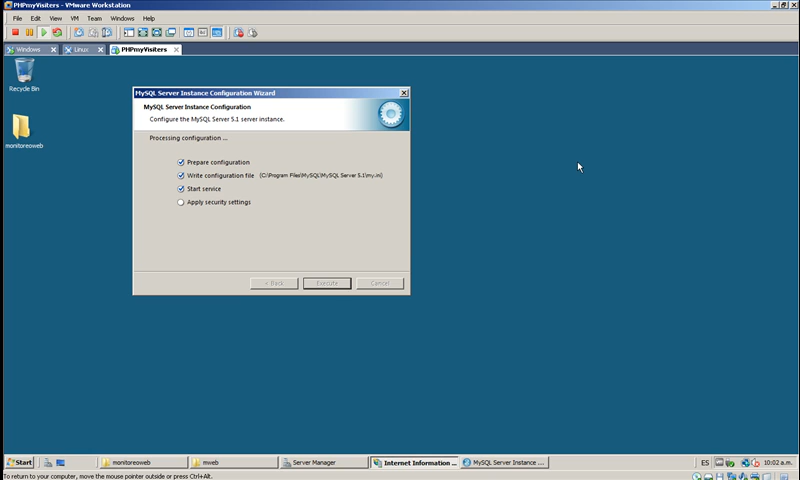 PHPmyVisiters - VMware Workstation
File Edit View VM Team Windows Help
Windows Linux PHPmyVisiters
Recycle Bin
monitoreoweb
MySQL Server Instance Configuration Wizard
MySQL Server Instance Configuration
Configure the MySQL Server 5.1 server instance.
Processing configuration ...
Prepare configuration
Write configuration file (C:\Program Files\MySQL\MySQL Server 5.1\my.ini)
Start service
Apply security settings
< Back Execute Cancel
Start monitoreoweb mweb Server Manager Internet Information ... MySQL Server Instance ... ES 10:02 a.m.
To return to your computer, move the mouse pointer outside or press Ctrl+Alt.